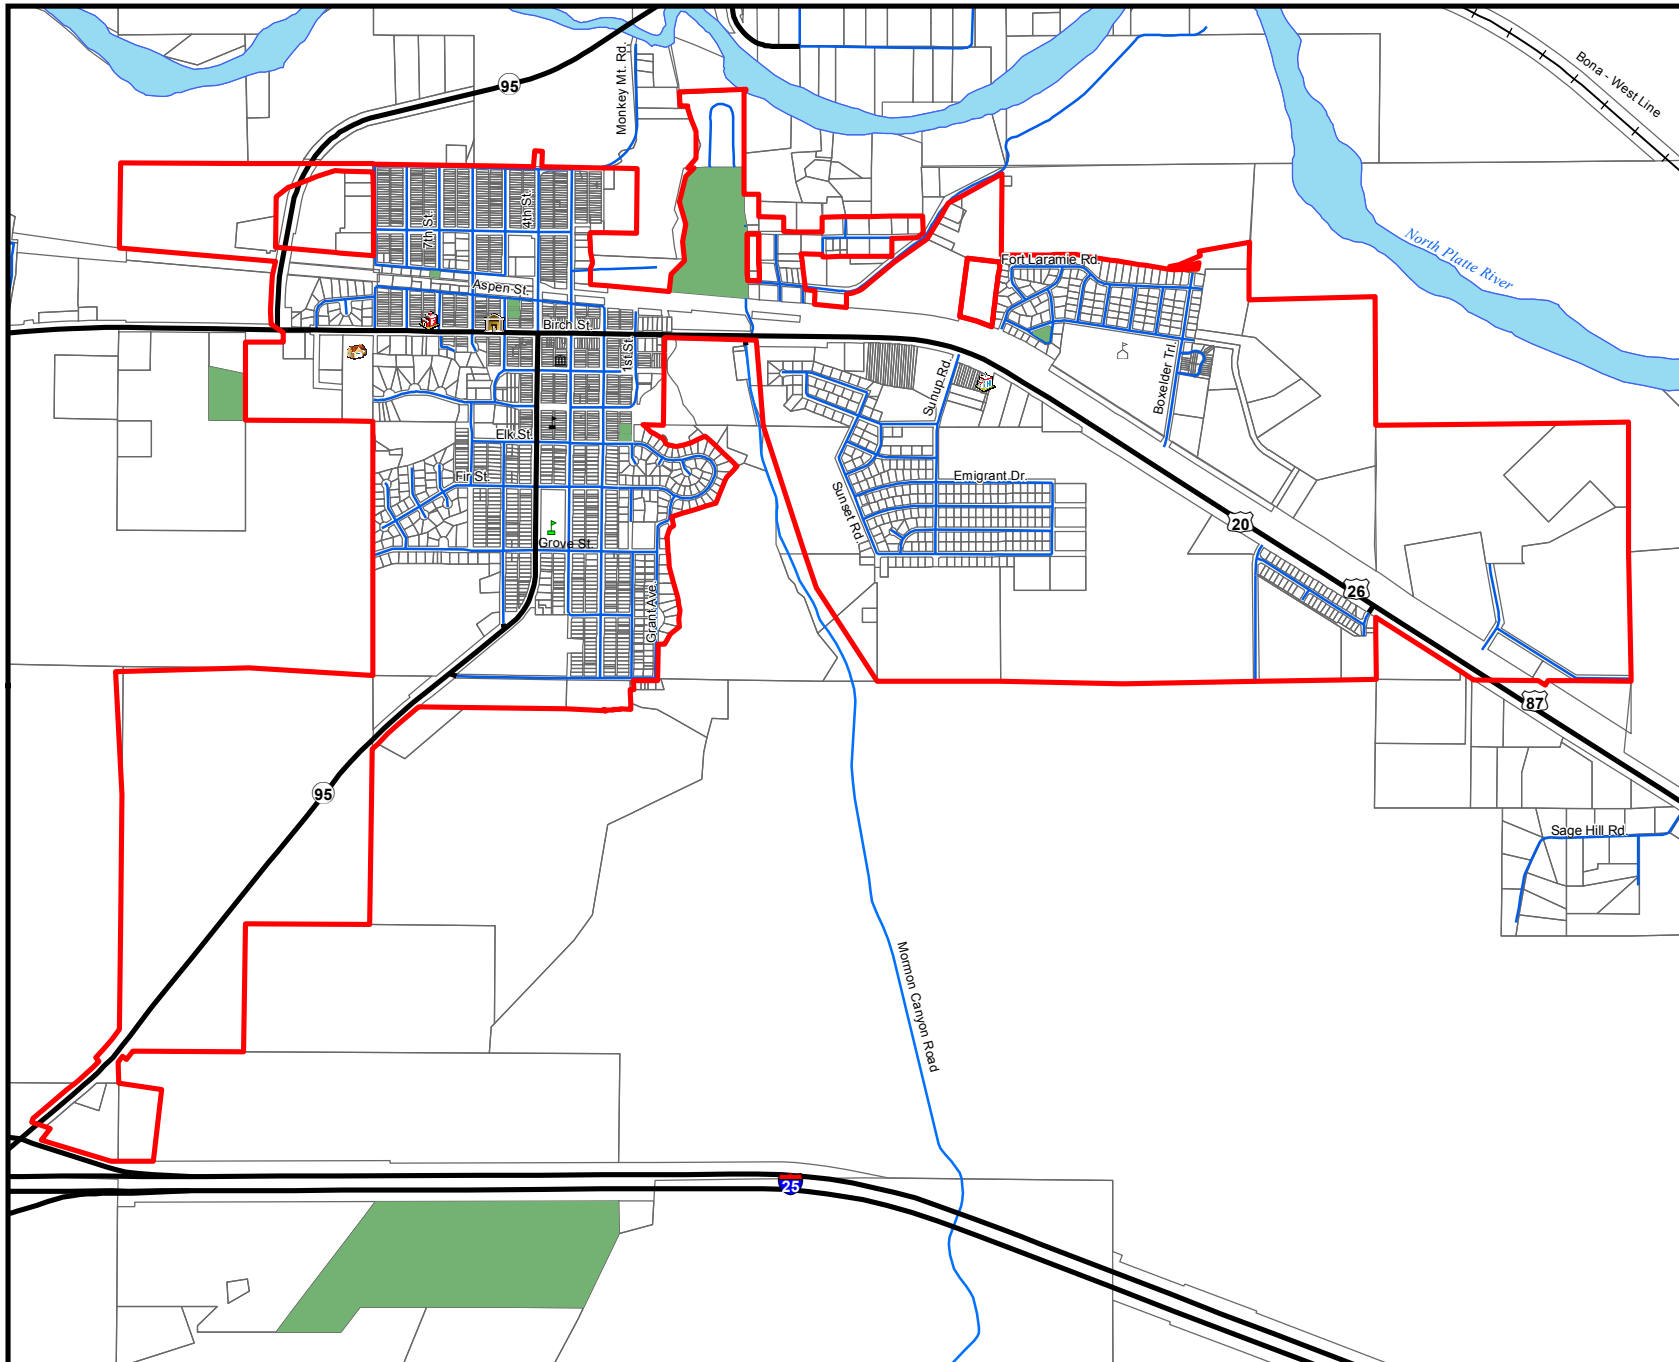 Bona - West Line
95
Monkey Mt. Rd.
7th St.
4th St.
North Platte River
Fort Laramie Rd.
Aspen St.
Birch St.
1st St.
Boxelder Trl.
Sunup Rd.
Elk St.
Fir St.
Emigrant Dr.
Sunset Rd.
20
Grove St.
26
Grant Ave.
87
95
Sage Hill Rd.
Mormon Canyon Road
25